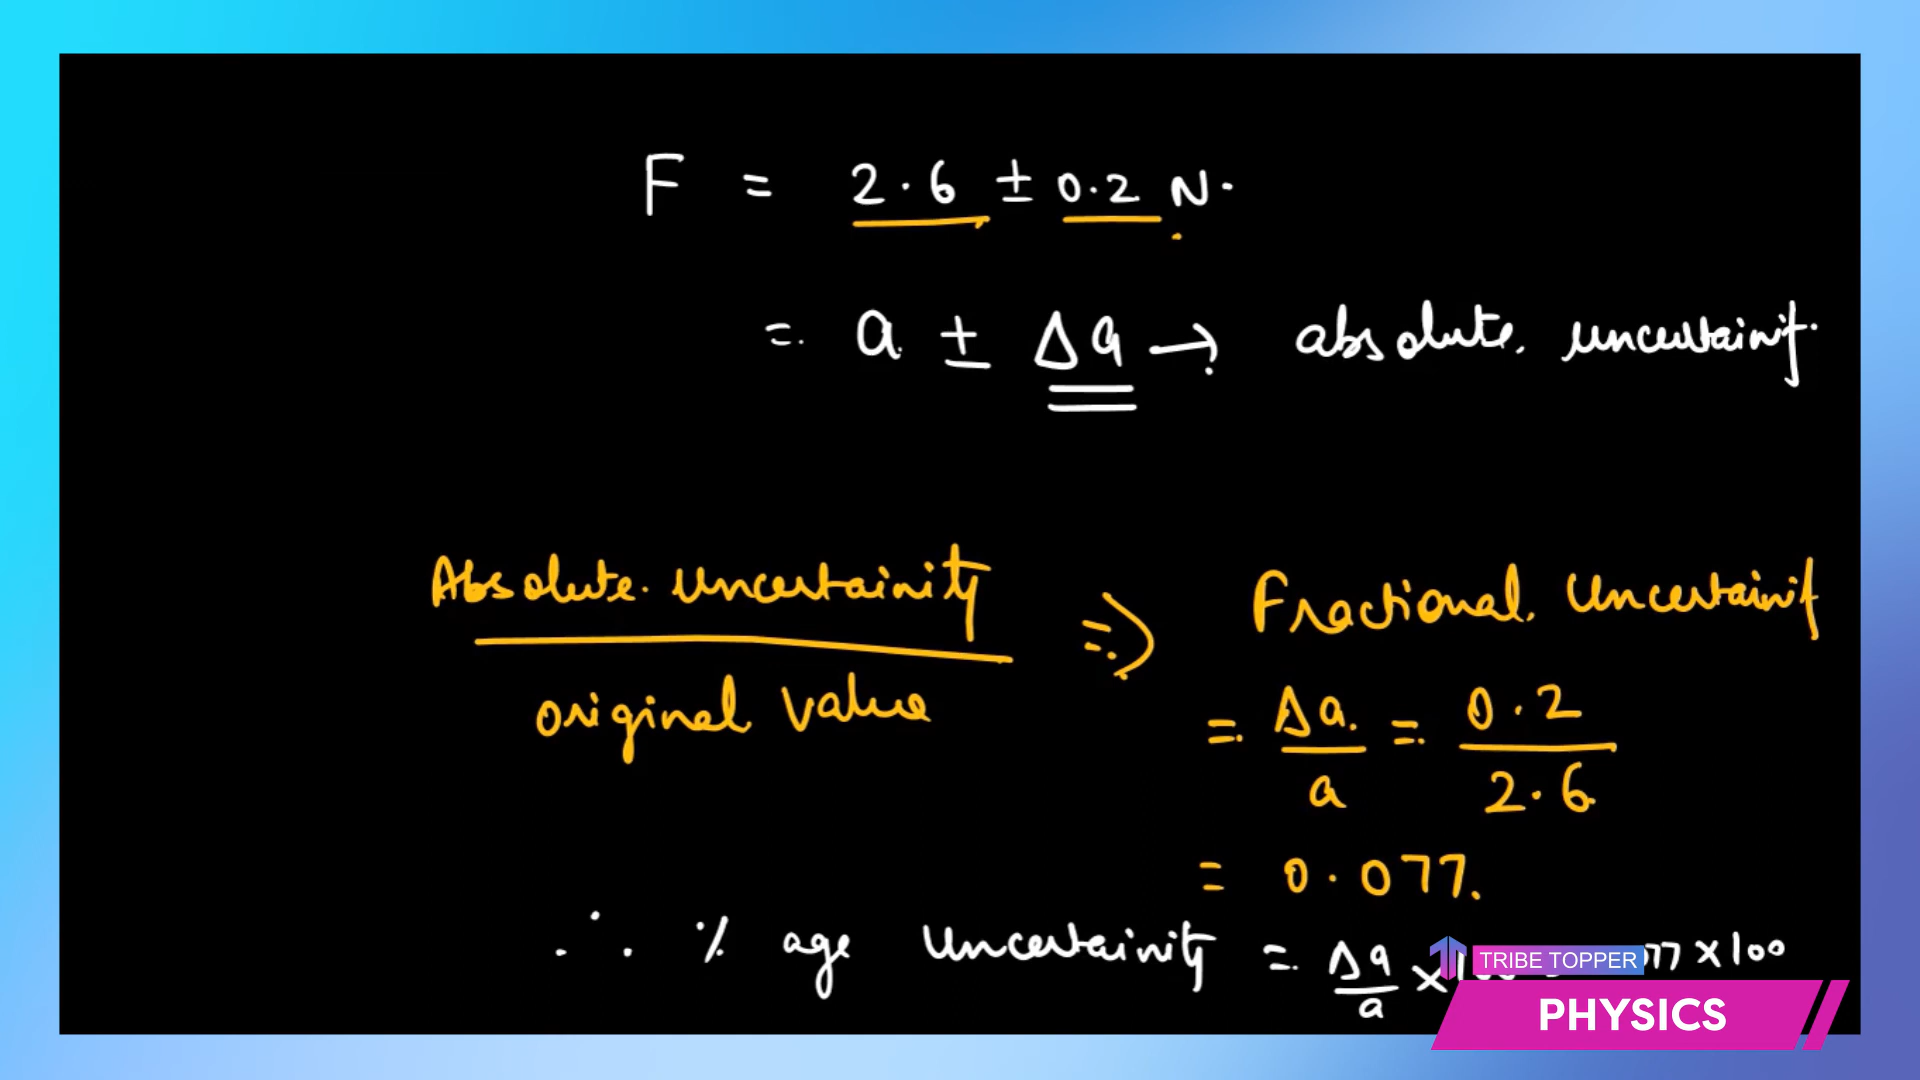 F = 2.6 ± 0.2 N.
= a ± Δa → absolute uncertainity
Absolute Uncertainity / original value ⇒ Fractional Uncertainity
= Δa / a = 0.2 / 2.6
= 0.077
∴ % age Uncertainity = Δa / a × 77 × 100
TRIBE TOPPER
PHYSICS